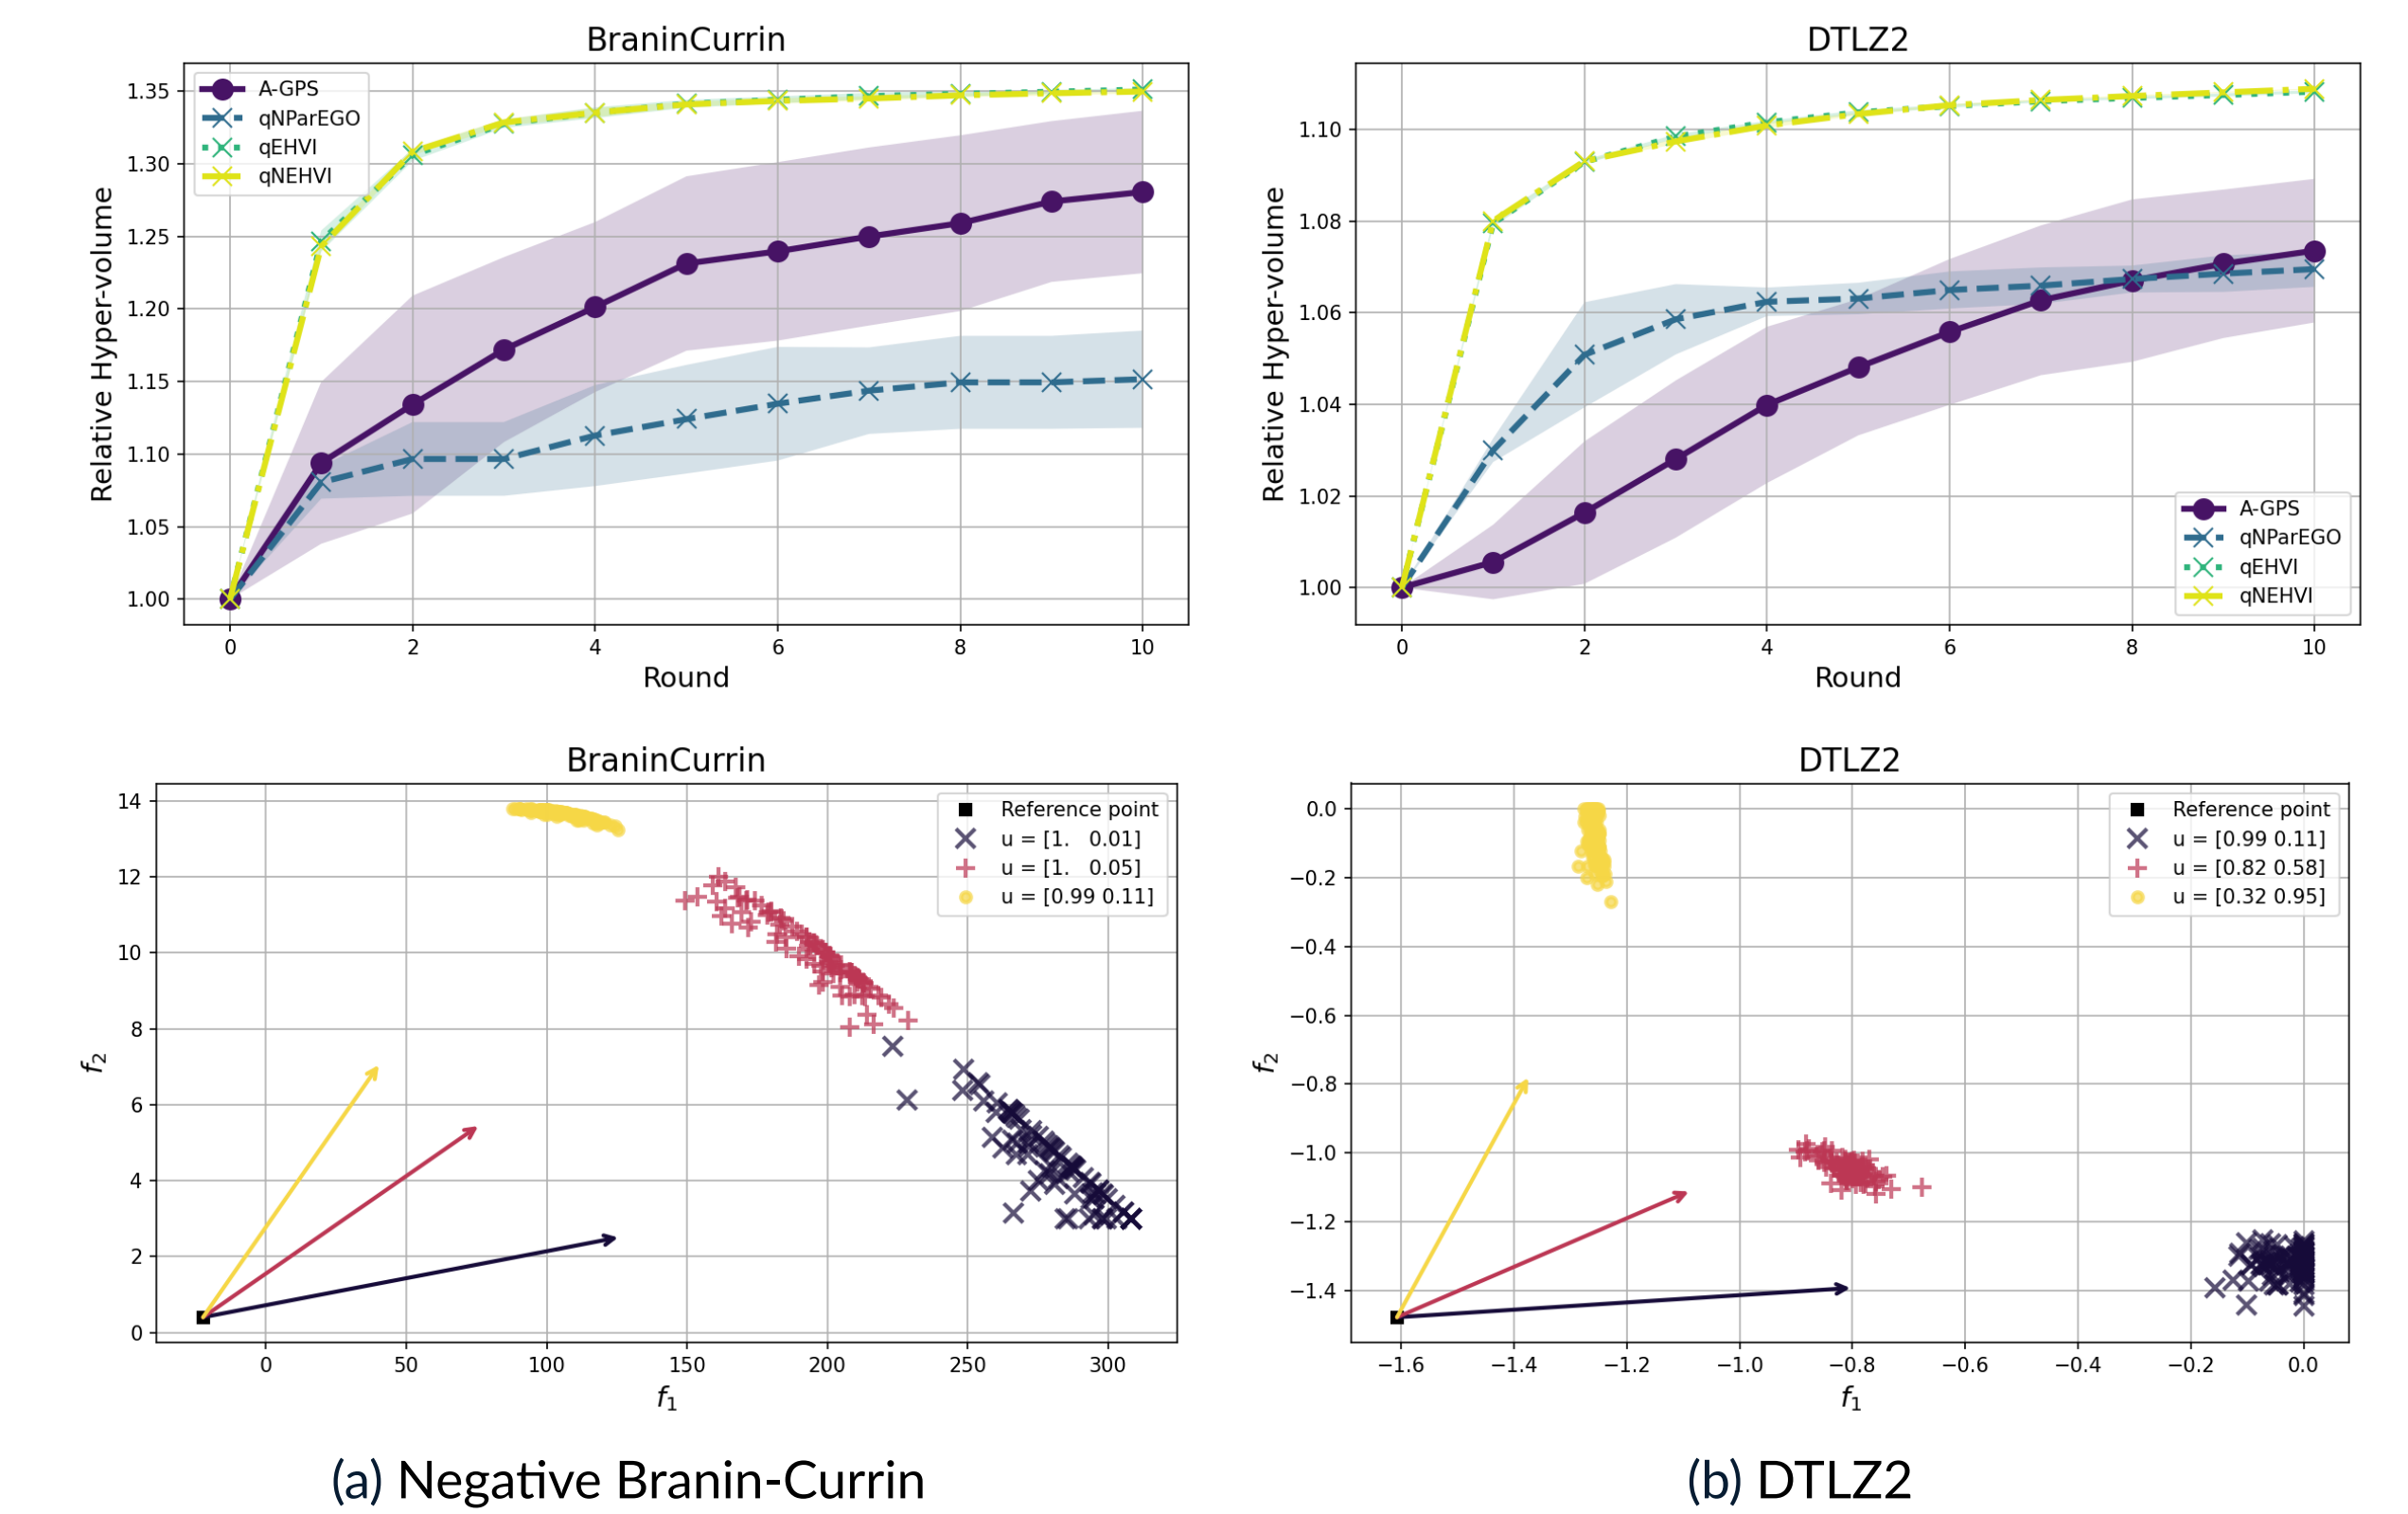 BraninCurrin
Relative Hyper-volume
1.35
1.30
1.25
1.20
1.15
1.10
1.05
1.00
A-GPS
qNParEGO
qEHVI
qNEHVI
0 2 4 6 8 10
Round
DTLZ2
Relative Hyper-volume
1.10
1.08
1.06
1.04
1.02
1.00
A-GPS
qNParEGO
qEHVI
qNEHVI
0 2 4 6 8 10
Round
BraninCurrin
f2
14
12
10
8
6
4
2
0
Reference point
u = [1. 0.01]
u = [1. 0.05]
u = [0.99 0.11]
0 50 100 150 200 250 300
f1
DTLZ2
f2
0.0
−0.2
−0.4
−0.6
−0.8
−1.0
−1.2
−1.4
Reference point
u = [0.99 0.11]
u = [0.82 0.58]
u = [0.32 0.95]
−1.6 −1.4 −1.2 −1.0 −0.8 −0.6 −0.4 −0.2 0.0
f1
(a) Negative Branin-Currin
(b) DTLZ2